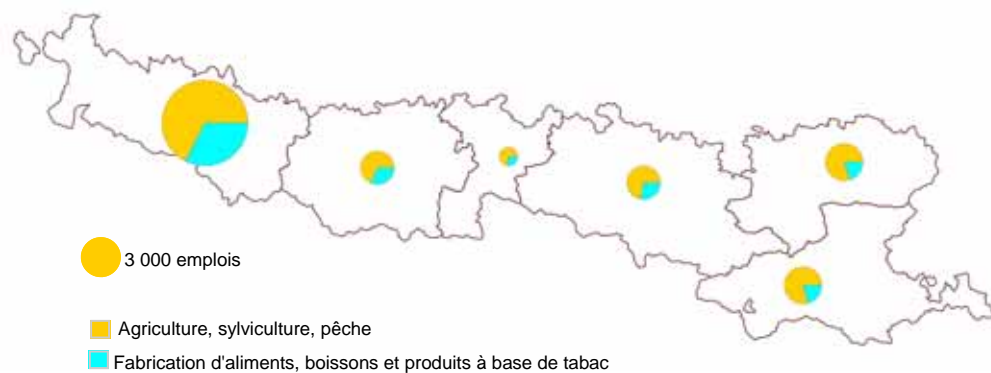 3 000 emplois
Agriculture, sylviculture, pêche
Fabrication d'aliments, boissons et produits à base de tabac